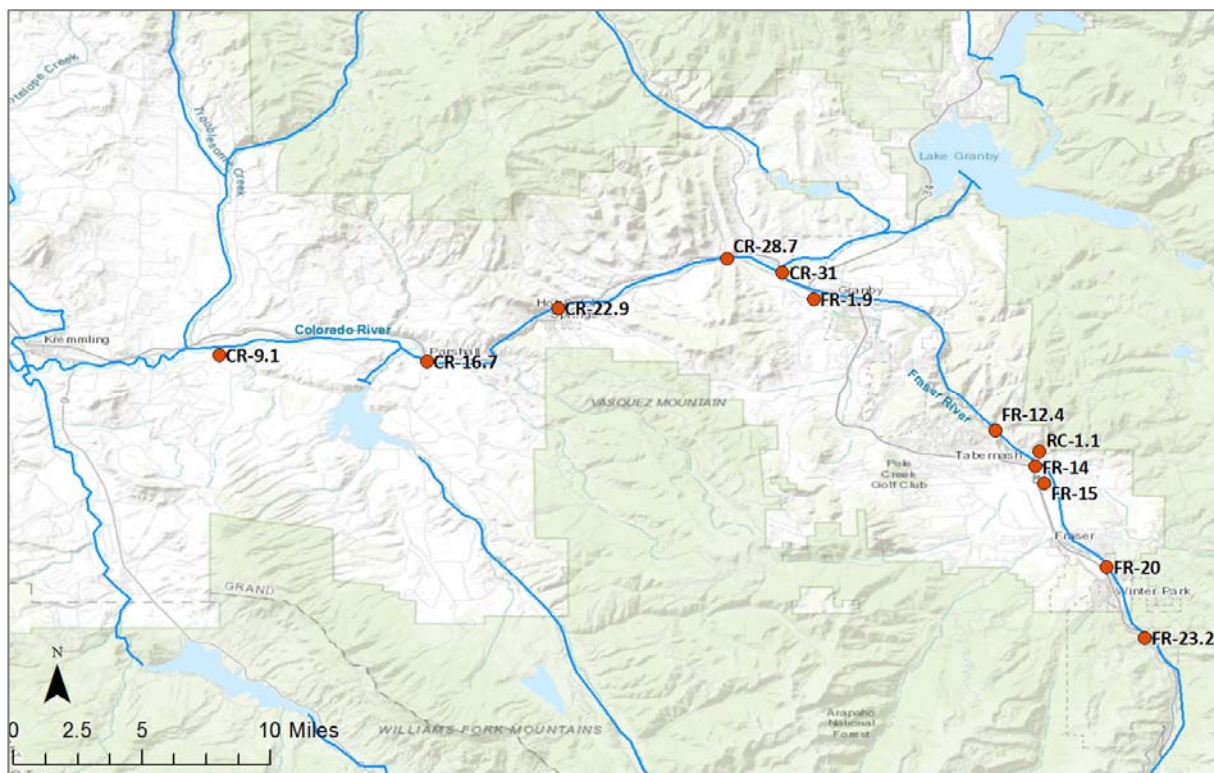 Troublesome Creek
Lake Granby
34
CR-28.7
CR-31
Granby
FR-1.9
CR-22.9
Colorado River
Kremmling
Parshall
CR-9.1
CR-16.7
VASQUEZ MOUNTAIN
Fraser River
FR-12.4
RC-1.1
Tabernash
FR-14
Pole
Creek
Golf Club
FR-15
Fraser
FR-20
Winter Park
GRAND
FR-23.2
N
Arapaho
National
Forest
WILLIAMS FORK MOUNTAINS
0 2.5 5 10 Miles